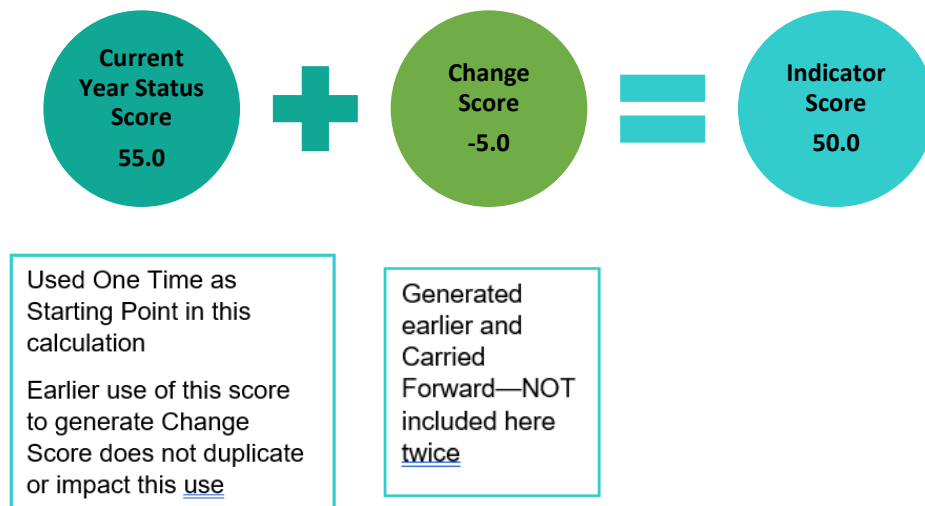 Current
Year Status
Score
55.0
Change
Score
-5.0
Indicator
Score
50.0
Used One Time as
Starting Point in this
calculation
Earlier use of this score
to generate Change
Score does not duplicate
or impact this use
Generated
earlier and
Carried
Forward—NOT
included here
twice